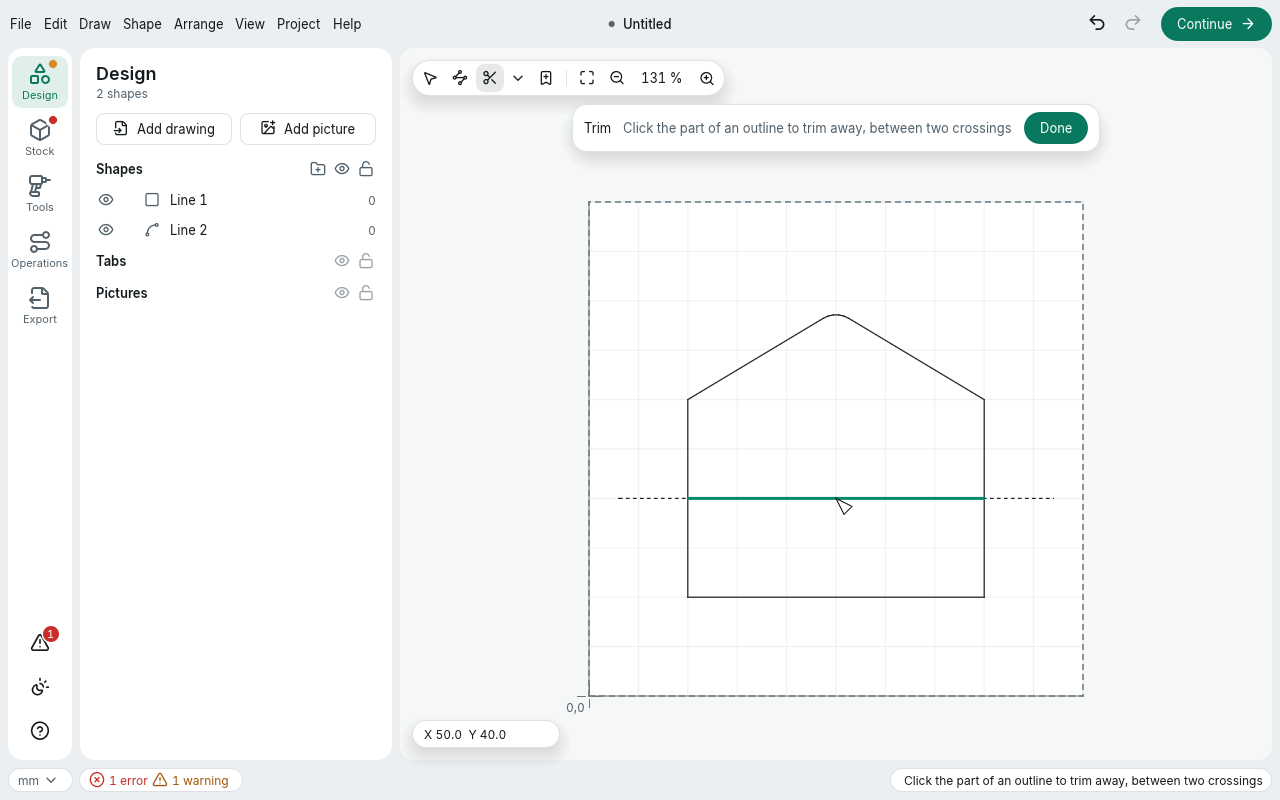 File Edit Draw Shape Arrange View Project Help
Untitled
Continue
Design
Stock
Tools
Operations
Export
1
Design
2 shapes
Add drawing
Add picture
Shapes
Line 1 0
Line 2 0
Tabs
Pictures
131 %
Trim Click the part of an outline to trim away, between two crossings Done
0,0
X 50.0 Y 40.0
mm
1 error 1 warning
Click the part of an outline to trim away, between two crossings